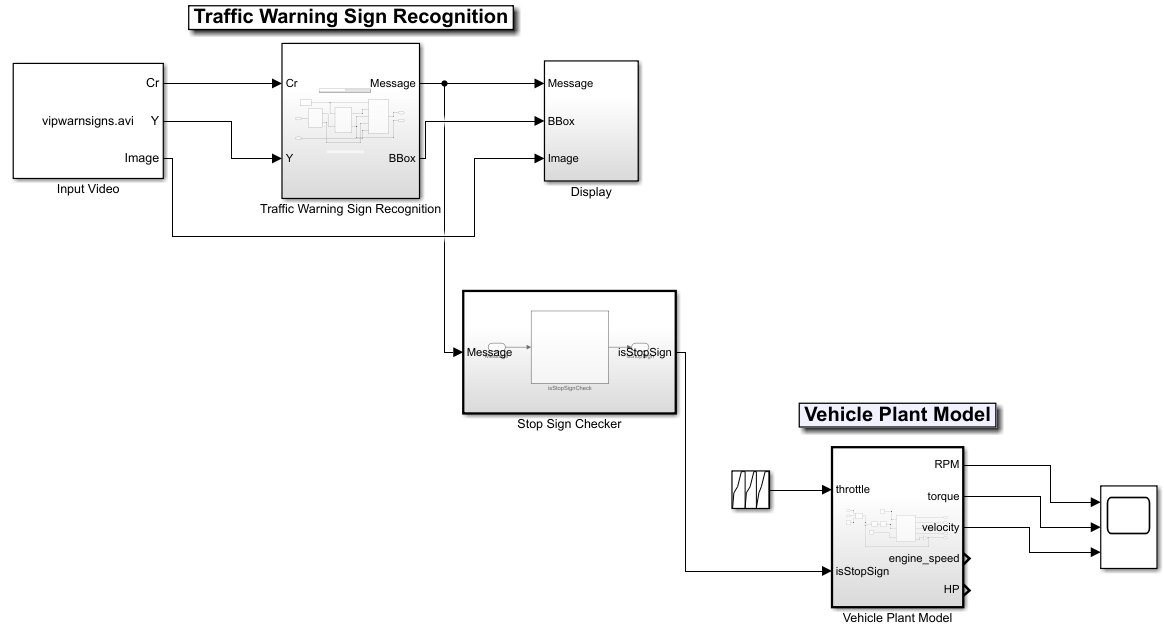 Traffic Warning Sign Recognition
Cr
vipwarnsigns.avi Y
Image
Input Video
Cr Message
Y BBox
Traffic Warning Sign Recognition
Message
BBox
Image
Display
Message isStopSign
isStopSignCheck
Stop Sign Checker
Vehicle Plant Model
RPM
throttle
torque
velocity
engine_speed
isStopSign
HP
Vehicle Plant Model